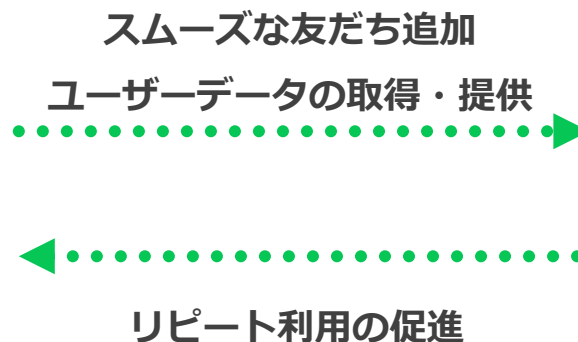 スムーズな友だち追加
ユーザーデータの取得・提供
リピート利用の促進